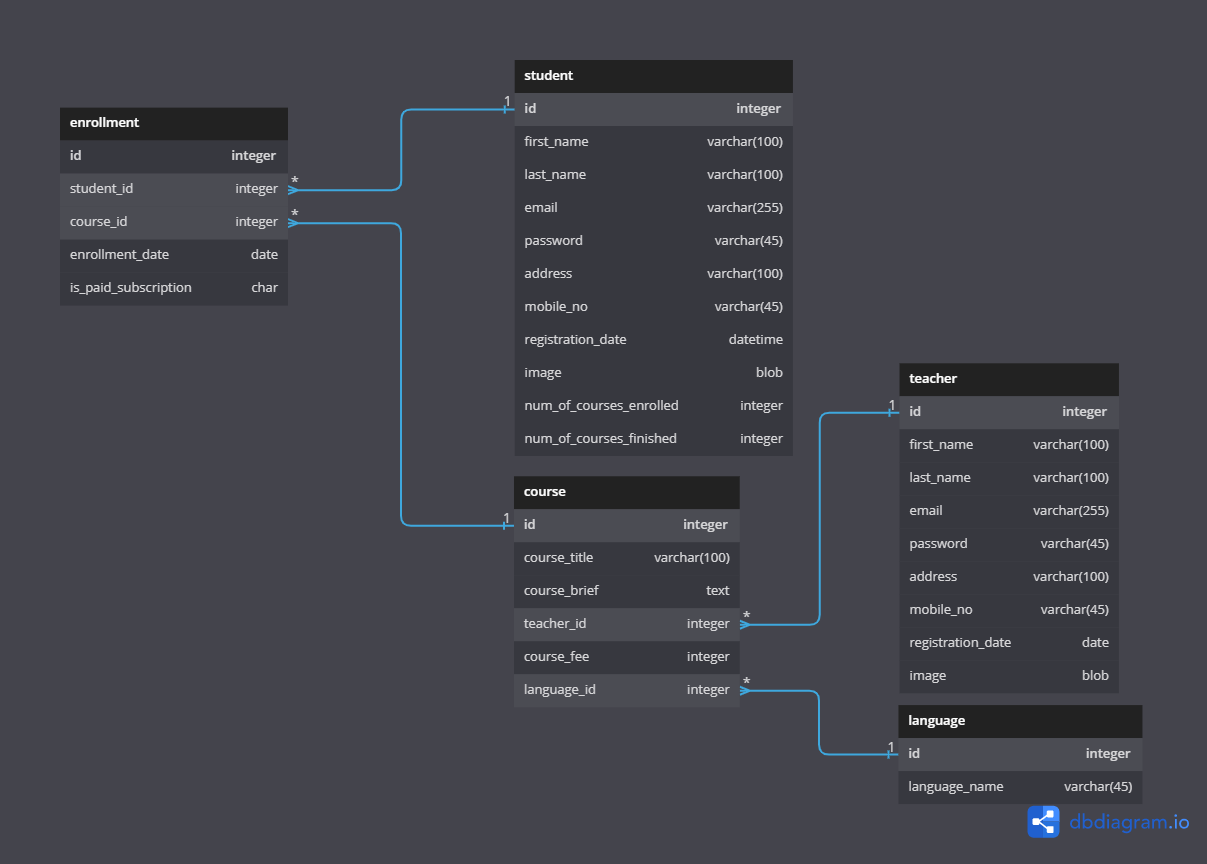 enrollment
id integer
student_id integer *
course_id integer *
enrollment_date date
is_paid_subscription char
student
1 id integer
first_name varchar(100)
last_name varchar(100)
email varchar(255)
password varchar(45)
address varchar(100)
mobile_no varchar(45)
registration_date datetime
image blob
num_of_courses_enrolled integer
num_of_courses_finished integer
course
1 id integer
course_title varchar(100)
course_brief text
teacher_id integer *
course_fee integer
language_id integer *
teacher
1 id integer
first_name varchar(100)
last_name varchar(100)
email varchar(255)
password varchar(45)
address varchar(100)
mobile_no varchar(45)
registration_date date
image blob
language
1 id integer
language_name varchar(45)
dbdiagram.io